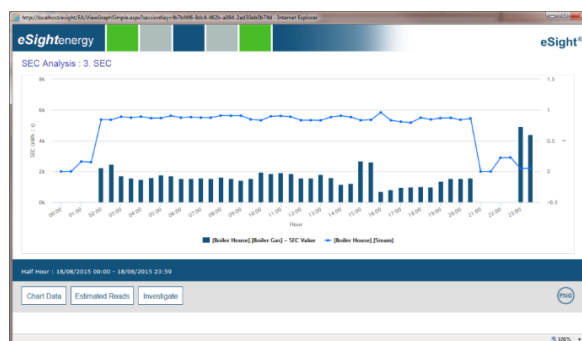 eSightenergy
eSight®
SEC Analysis : 3. SEC
8k
6k
4k
2k
0k
SEC (kWh / t)
1.5
1
0.5
0
-0.5
t
00:00 01:00 02:00 03:00 04:00 05:00 06:00 07:00 08:00 09:00 10:00 11:00 12:00 13:00 14:00 15:00 16:00 17:00 18:00 19:00 20:00 21:00 22:00 23:00
Hour
[Boiler House].[Boiler Gas] – SEC Value [Boiler House].[Steam]
Half Hour : 18/08/2015 00:00 - 18/08/2015 23:59
Chart Data Estimated Reads Investigate
PNG
100%